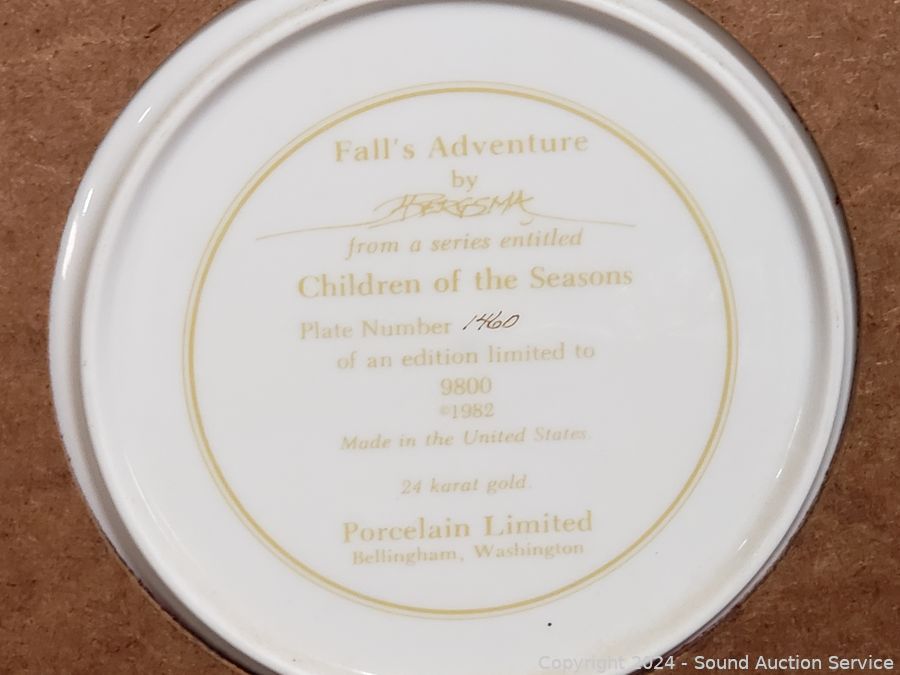 Fall's Adventure
by
JBERGSMA
from a series entitled
Children of the Seasons
Plate Number 1460
of an edition limited to
9800
©1982
Made in the United States.
24 karat gold.
Porcelain Limited
Bellingham, Washington
Copyright 2024 - Sound Auction Service